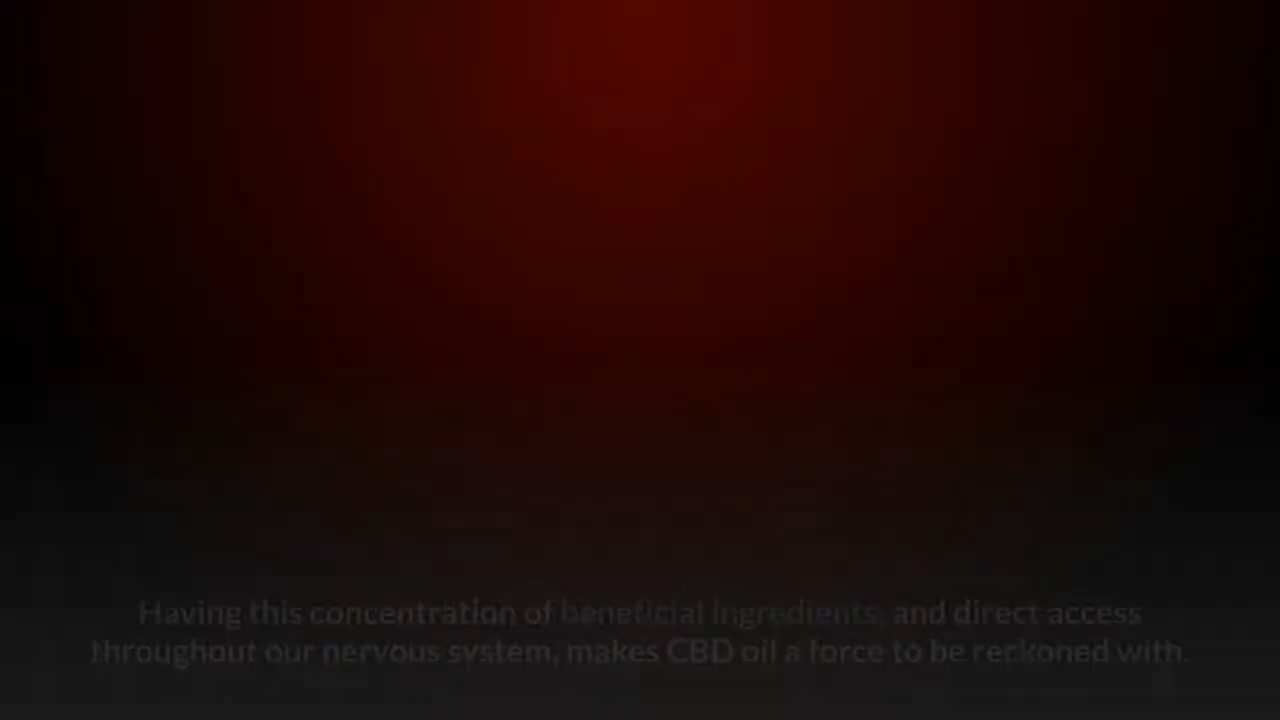 Having this concentration of beneficial ingredients, and direct access
throughout our nervous system, makes CBD oil a force to be reckoned with.